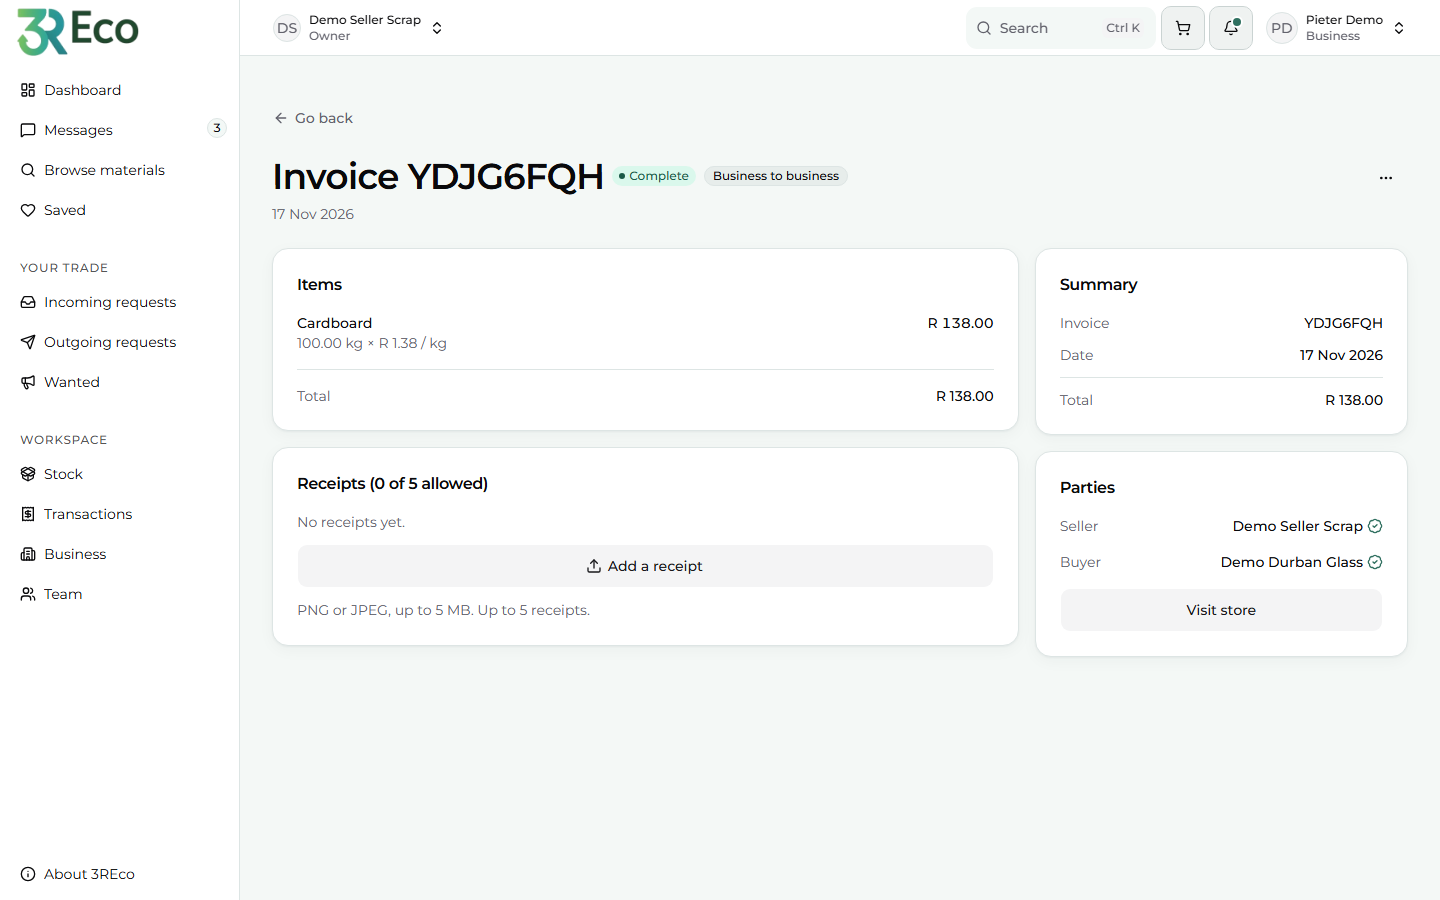 3R Eco
Dashboard
Messages 3
Browse materials
Saved
YOUR TRADE
Incoming requests
Outgoing requests
Wanted
WORKSPACE
Stock
Transactions
Business
Team
About 3REco
DS Demo Seller Scrap
Owner
Search Ctrl K
PD Pieter Demo
Business
Go back
Invoice YDJG6FQH Complete Business to business
17 Nov 2026
Items
Cardboard R 138.00
100.00 kg × R 1.38 / kg
Total R 138.00
Receipts (0 of 5 allowed)
No receipts yet.
Add a receipt
PNG or JPEG, up to 5 MB. Up to 5 receipts.
Summary
Invoice YDJG6FQH
Date 17 Nov 2026
Total R 138.00
Parties
Seller Demo Seller Scrap
Buyer Demo Durban Glass
Visit store